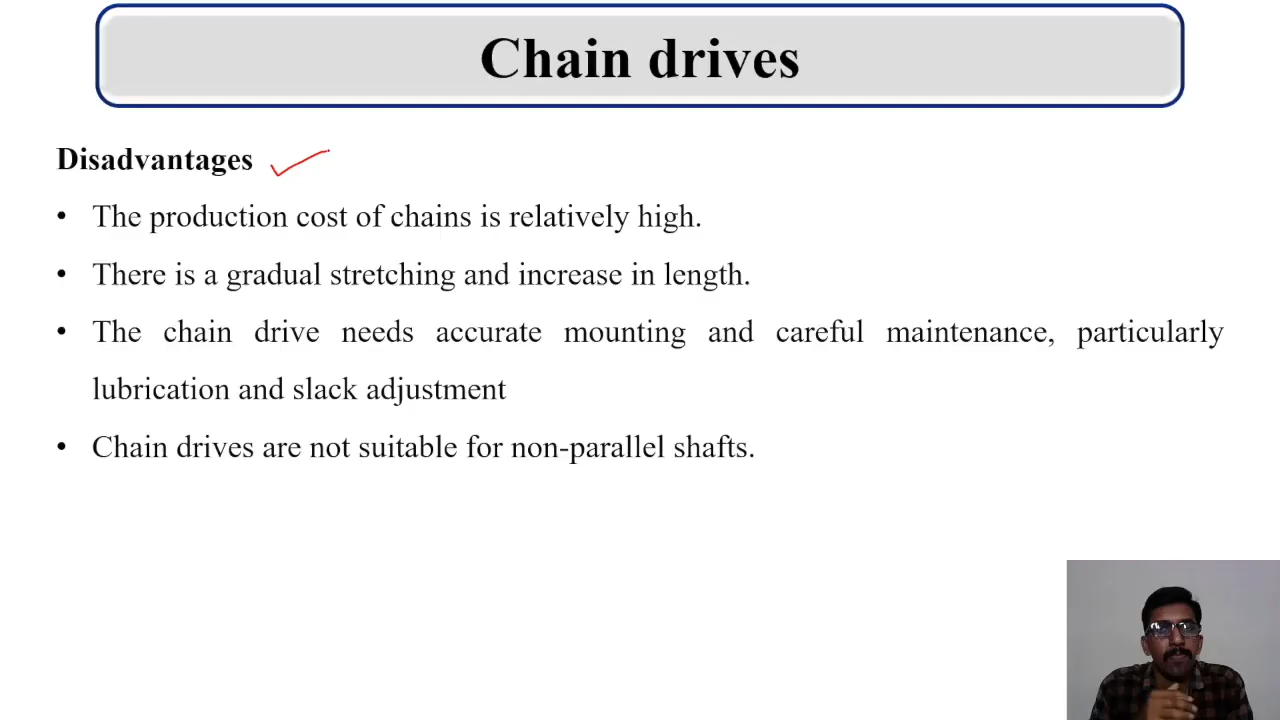 Chain drives
Disadvantages
• The production cost of chains is relatively high.
• There is a gradual stretching and increase in length.
• The chain drive needs accurate mounting and careful maintenance, particularly
lubrication and slack adjustment
• Chain drives are not suitable for non-parallel shafts.